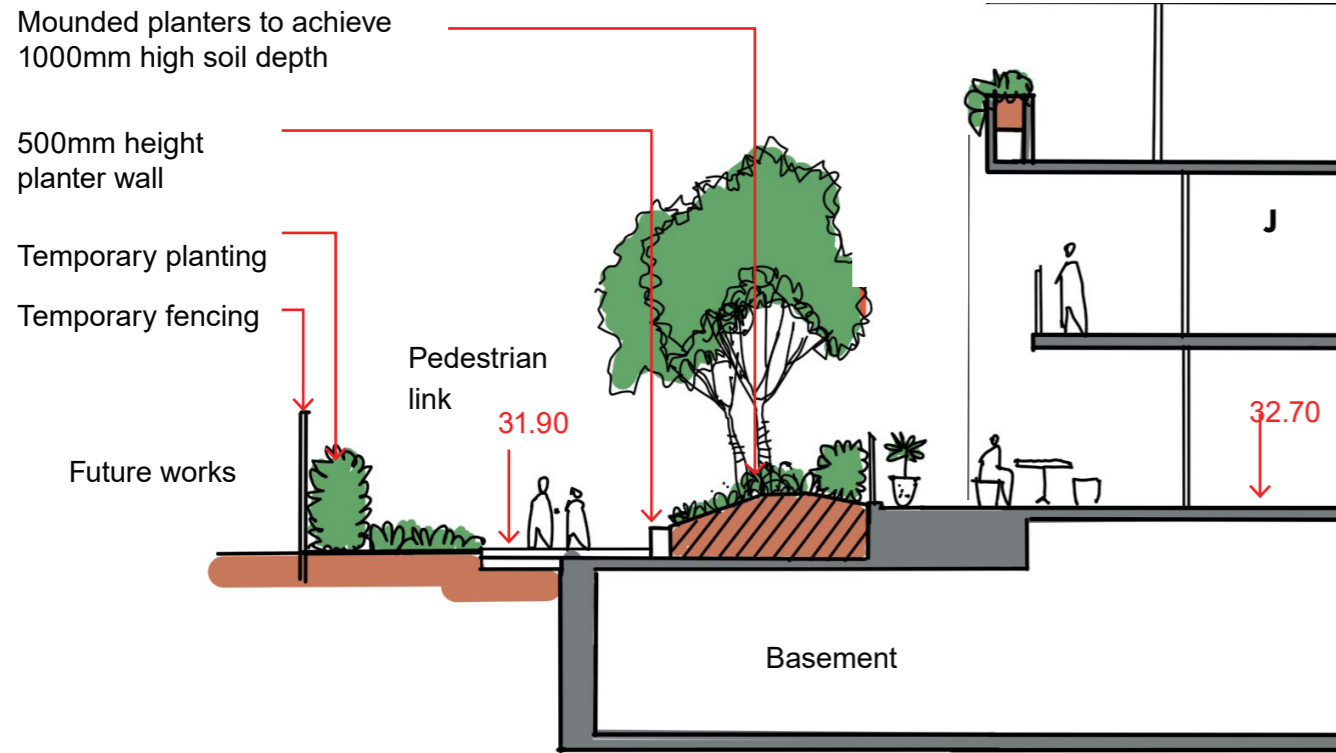 Mounded planters to achieve
1000mm high soil depth
500mm height
planter wall
Temporary planting
Temporary fencing
Pedestrian
link
31.90
Future works
J
32.70
Basement